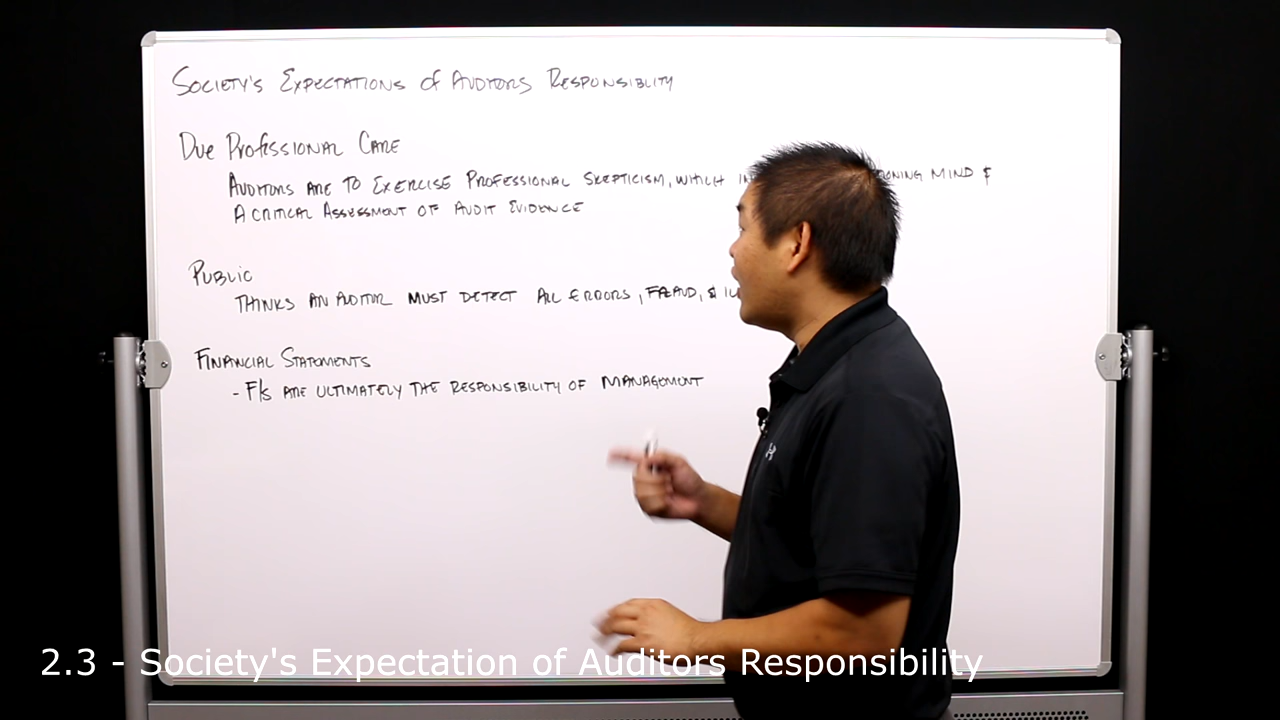 SOCIETY'S EXPECTATIONS OF AUDITORS RESPONSIBLITY
DUE PROFESSIONAL CARE
AUDITORS ARE TO EXERCISE PROFESSIONAL SKEPTICISM, WHICH MIND &
A CRITICAL ASSESSMENT OF AUDIT EVIDENCE
PUBLIC
THINKS AN AUDITOR MUST DETECT ALL ERRORS, FRAUD, &
FINANCIAL STATEMENTS
- F/S ARE ULTIMATELY THE RESPONSIBILITY OF MANAGEMENT
2.3 - Society's Expectation of Auditors Responsibility